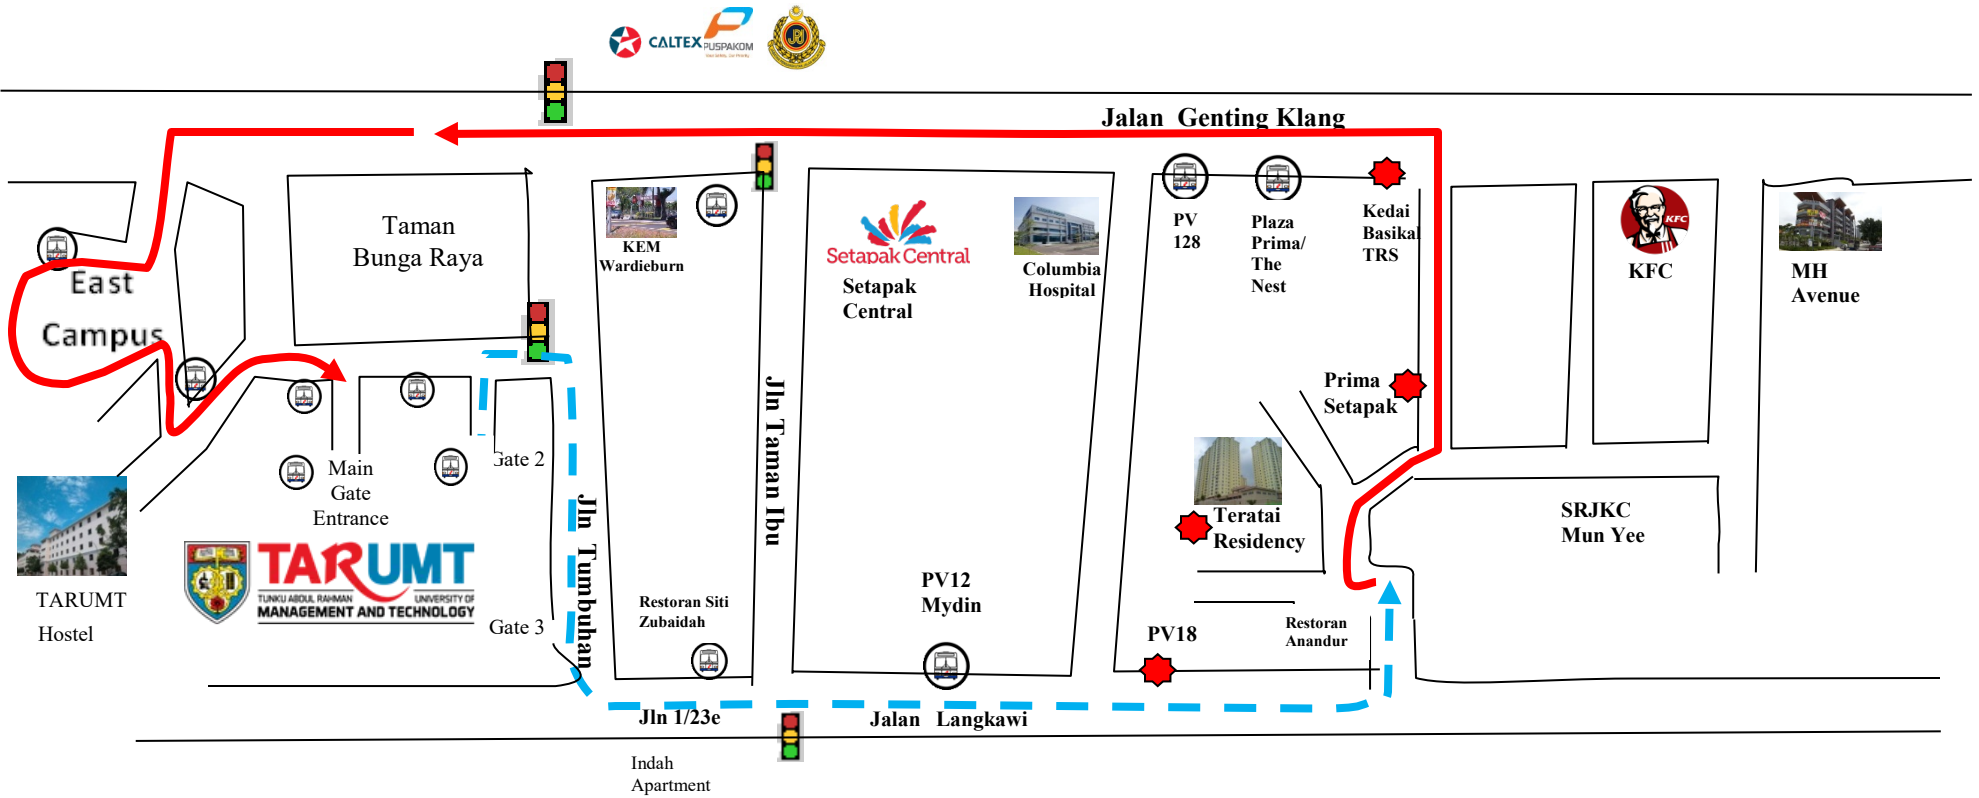 CALTEX
PUSPAKOM
JPJ
Jalan Genting Klang
Taman
Bunga Raya
KEM
Wardieburn
Setapak Central
Setapak
Central
Columbia
Hospital
PV
128
Plaza
Prima/
The
Nest
Kedai
Basikal
TRS
KFC
KFC
MH
Avenue
East
Campus
Prima
Setapak
Jln Taman Ibu
Main
Gate
Entrance
Gate 2
Jln Tumbuhan
Teratai
Residency
SRJKC
Mun Yee
TARUMT
TUNKU ABDUL RAHMAN UNIVERSITY OF
MANAGEMENT AND TECHNOLOGY
TARUMT
Hostel
Gate 3
Restoran Siti
Zubaidah
PV12
Mydin
PV18
Restoran
Anandur
Jln 1/23e
Jalan Langkawi
Indah
Apartment